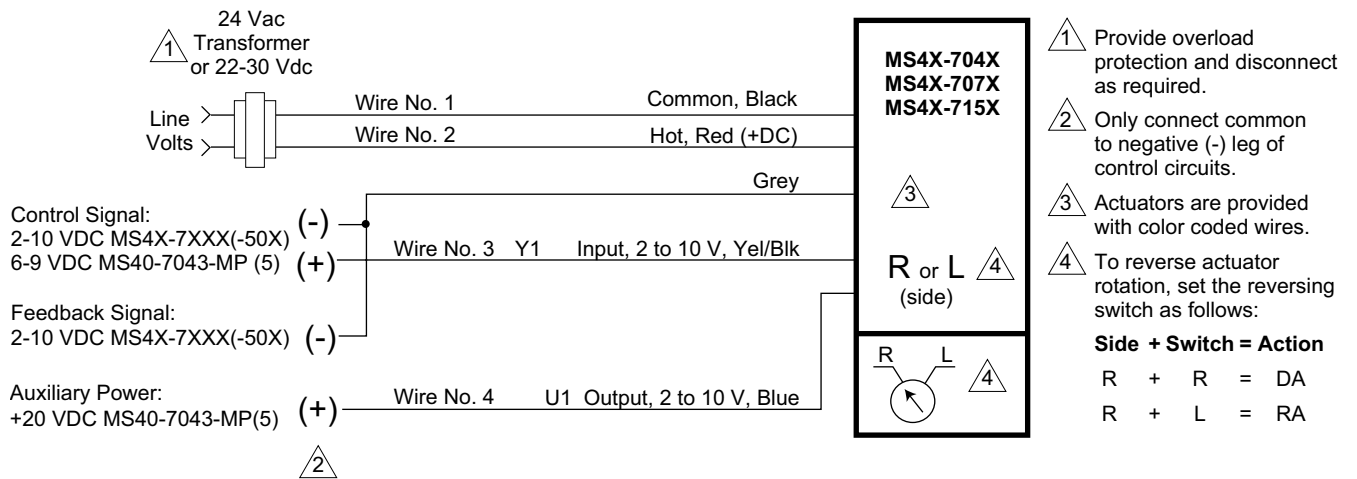 24 Vac
Transformer
or 22-30 Vdc
1
Line
Volts
Wire No. 1
Common, Black
Wire No. 2
Hot, Red (+DC)
Grey
Control Signal:
2-10 VDC MS4X-7XXX(-50X)
(-)
6-9 VDC MS40-7043-MP (5)
(+)
Wire No. 3 Y1 Input, 2 to 10 V, Yel/Blk
Feedback Signal:
2-10 VDC MS4X-7XXX(-50X)
(-)
Auxiliary Power:
+20 VDC MS40-7043-MP(5)
(+)
Wire No. 4 U1 Output, 2 to 10 V, Blue
2
MS4X-704X
MS4X-707X
MS4X-715X
3
R or L
4
(side)
R L
4
1 Provide overload
protection and disconnect
as required.
2 Only connect common
to negative (-) leg of
control circuits.
3 Actuators are provided
with color coded wires.
4 To reverse actuator
rotation, set the reversing
switch as follows:
Side + Switch = Action
R + R = DA
R + L = RA